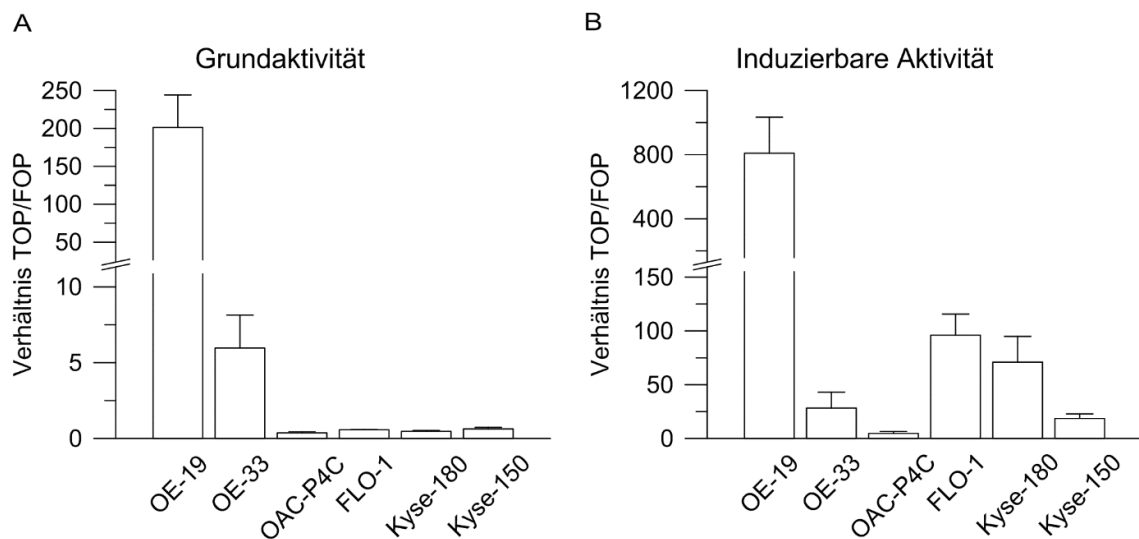 A
Grundaktivität
Verhältnis TOP/FOP
250
200
150
100
50
10
5
0
OE-19
OE-33
OAC-P4C
FLO-1
Kyse-180
Kyse-150
B
Induzierbare Aktivität
Verhältnis TOP/FOP
1200
800
400
150
100
50
0
OE-19
OE-33
OAC-P4C
FLO-1
Kyse-180
Kyse-150